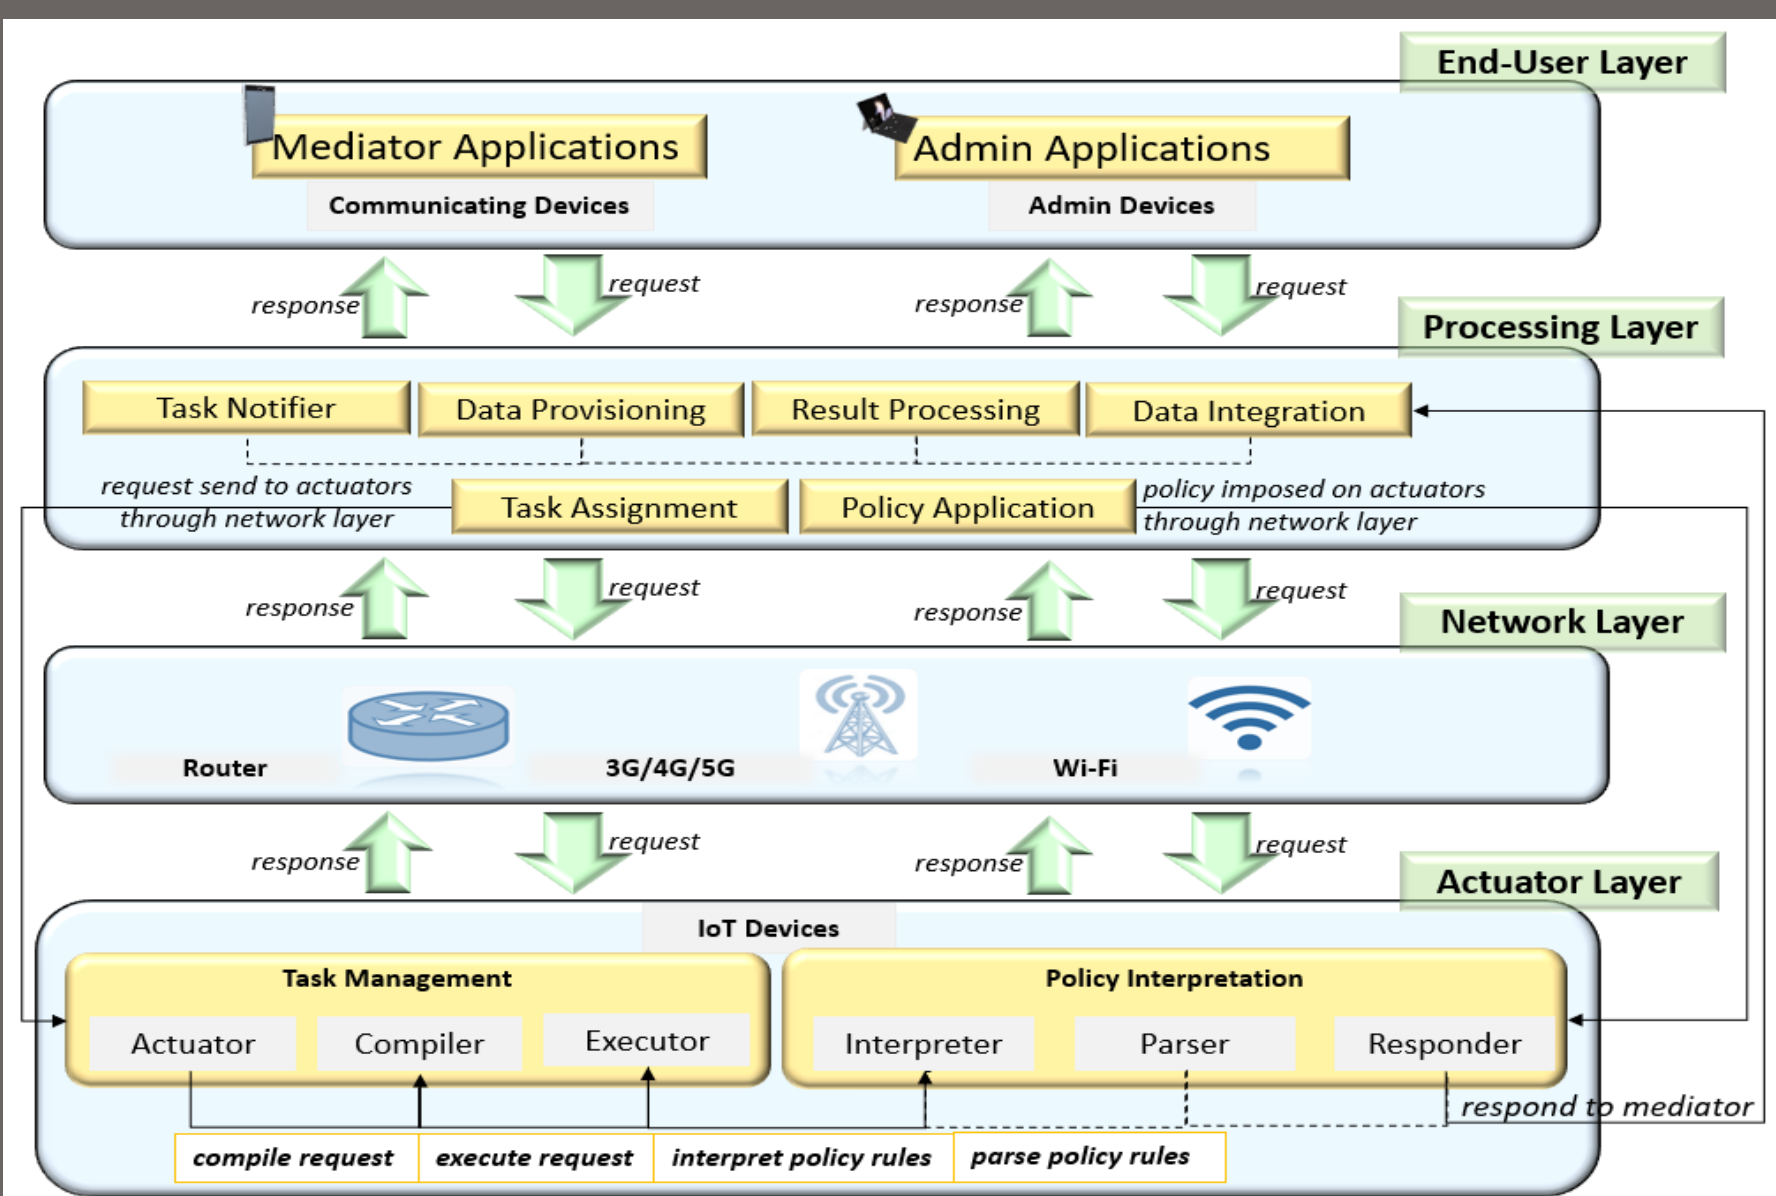 End-User Layer
Mediator Applications
Admin Applications
Communicating Devices
Admin Devices
response
request
response
request
Processing Layer
Task Notifier
Data Provisioning
Result Processing
Data Integration
request send to actuators
through network layer
Task Assignment
Policy Application
policy imposed on actuators
through network layer
response
request
response
request
Network Layer
Router
3G/4G/5G
Wi-Fi
response
request
response
request
Actuator Layer
IoT Devices
Task Management
Policy Interpretation
Actuator
Compiler
Executor
Interpreter
Parser
Responder
respond to mediator
compile request
execute request
interpret policy rules
parse policy rules